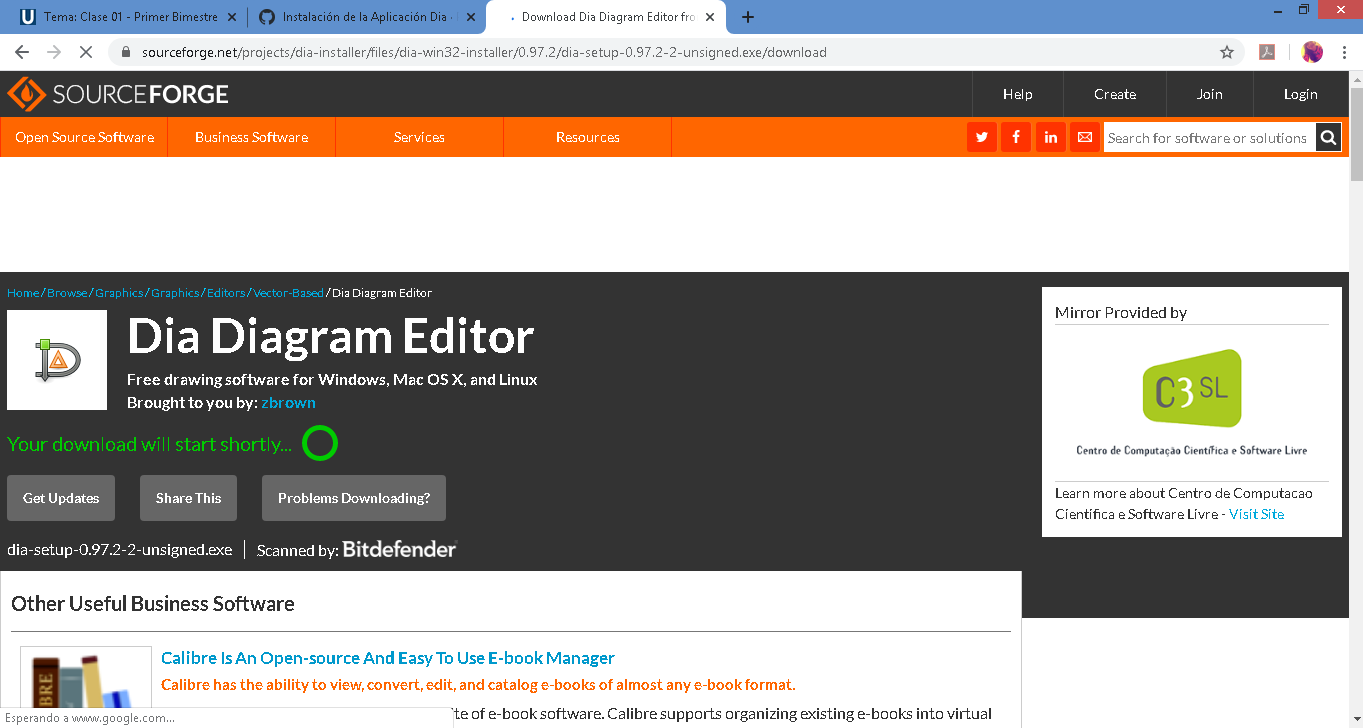 Tema: Clase 01 - Primer Bimestre
Instalación de la Aplicación Dia
Download Dia Diagram Editor fro
sourceforge.net/projects/dia-installer/files/dia-win32-installer/0.97.2/dia-setup-0.97.2-2-unsigned.exe/download
SOURCEFORGE
Help
Create
Join
Login
Open Source Software
Business Software
Services
Resources
Search for software or solutions
Home/Browse/Graphics/Graphics/Editors/Vector-Based/Dia Diagram Editor
Dia Diagram Editor
Free drawing software for Windows, Mac OS X, and Linux
Brought to you by: zbrown
Your download will start shortly...
Get Updates
Share This
Problems Downloading?
dia-setup-0.97.2-2-unsigned.exe | Scanned by: Bitdefender
Mirror Provided by
C3SL
Centro de Computação Científica e Software Livre
Learn more about Centro de Computacao
Cientifica e Software Livre - Visit Site
Other Useful Business Software
Calibre Is An Open-source And Easy To Use E-book Manager
Calibre has the ability to view, convert, edit, and catalog e-books of almost any e-book format.
te of e-book software. Calibre supports organizing existing e-books into virtual
Esperando a www.google.com...